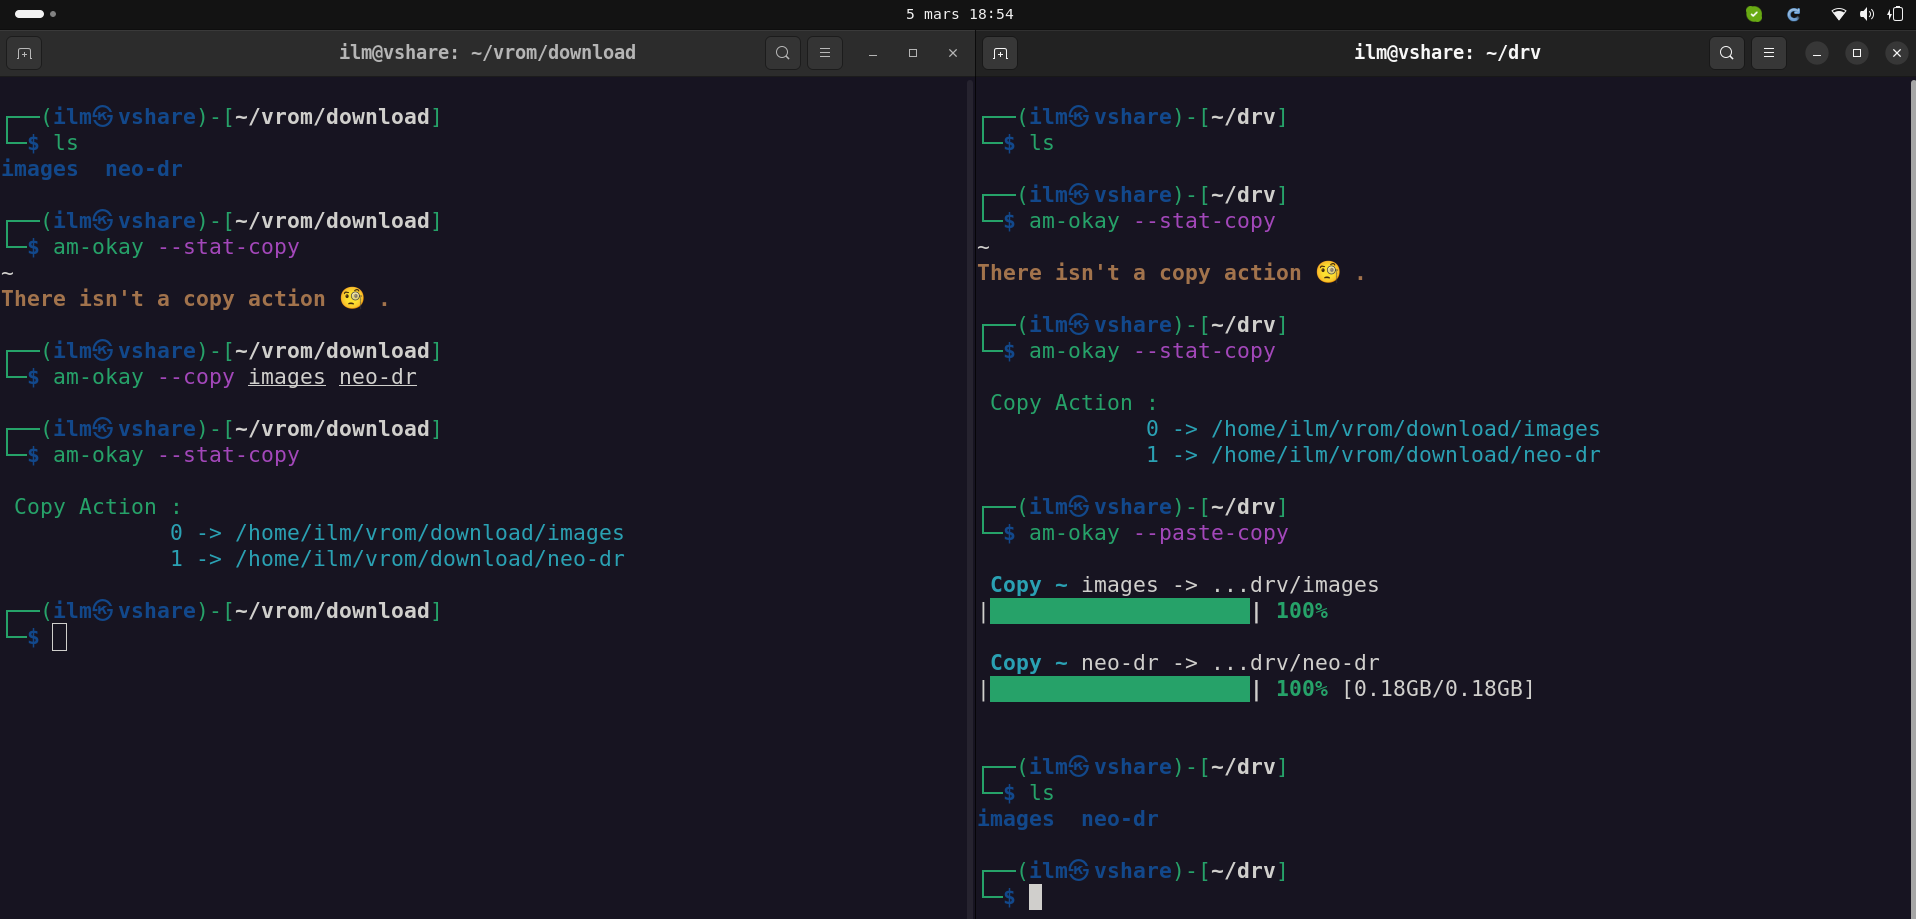 5 mars 18:54
ilm@vshare: ~/vrom/download
┌──(ilm㉿vshare)-[~/vrom/download]
└─$ ls
images  neo-dr
┌──(ilm㉿vshare)-[~/vrom/download]
└─$ am-okay --stat-copy
~
There isn't a copy action 🧐 .
┌──(ilm㉿vshare)-[~/vrom/download]
└─$ am-okay --copy images neo-dr
┌──(ilm㉿vshare)-[~/vrom/download]
└─$ am-okay --stat-copy
Copy Action :
0 -> /home/ilm/vrom/download/images
1 -> /home/ilm/vrom/download/neo-dr
┌──(ilm㉿vshare)-[~/vrom/download]
└─$
ilm@vshare: ~/drv
┌──(ilm㉿vshare)-[~/drv]
└─$ ls
┌──(ilm㉿vshare)-[~/drv]
└─$ am-okay --stat-copy
~
There isn't a copy action 🧐 .
┌──(ilm㉿vshare)-[~/drv]
└─$ am-okay --stat-copy
Copy Action :
0 -> /home/ilm/vrom/download/images
1 -> /home/ilm/vrom/download/neo-dr
┌──(ilm㉿vshare)-[~/drv]
└─$ am-okay --paste-copy
Copy ~ images -> ...drv/images
|████████████████████| 100%
Copy ~ neo-dr -> ...drv/neo-dr
|████████████████████| 100% [0.18GB/0.18GB]
┌──(ilm㉿vshare)-[~/drv]
└─$ ls
images  neo-dr
┌──(ilm㉿vshare)-[~/drv]
└─$